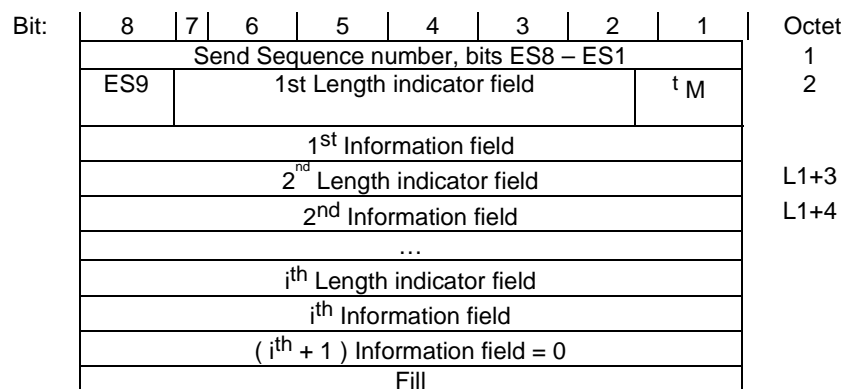 Bit: 8 7 6 5 4 3 2 1 Octet
Send Sequence number, bits ES8 – ES1 1
ES9 1st Length indicator field t M 2
1st Information field
2nd Length indicator field L1+3
2nd Information field L1+4
…
ith Length indicator field
ith Information field
( ith + 1 ) Information field = 0
Fill